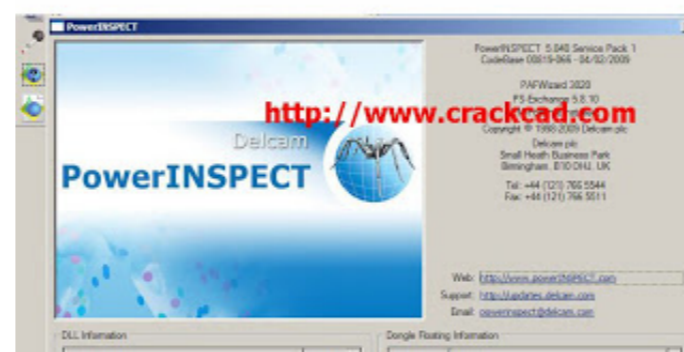 PowerINSPECT
PowerINSPECT 5.040 Service Pack 1
CodeBase 00819-066 - 04/02/2009
PAFWizard 3020
PS-Exchange 5.8.10
http://www.crackcad.com
Copyright © 1998-2009 Delcam plc
Delcam
PowerINSPECT
Delcam plc
Small Heath Business Park
Birmingham, B10 0HJ, UK
Tel: +44 (121) 766 5544
Fax: +44 (121) 766 5511
Web: http://www.powerINSPECT.com
Support: http://updates.delcam.com
Email: powerinspect@delcam.com
DLL Information
Dongle Floating Information